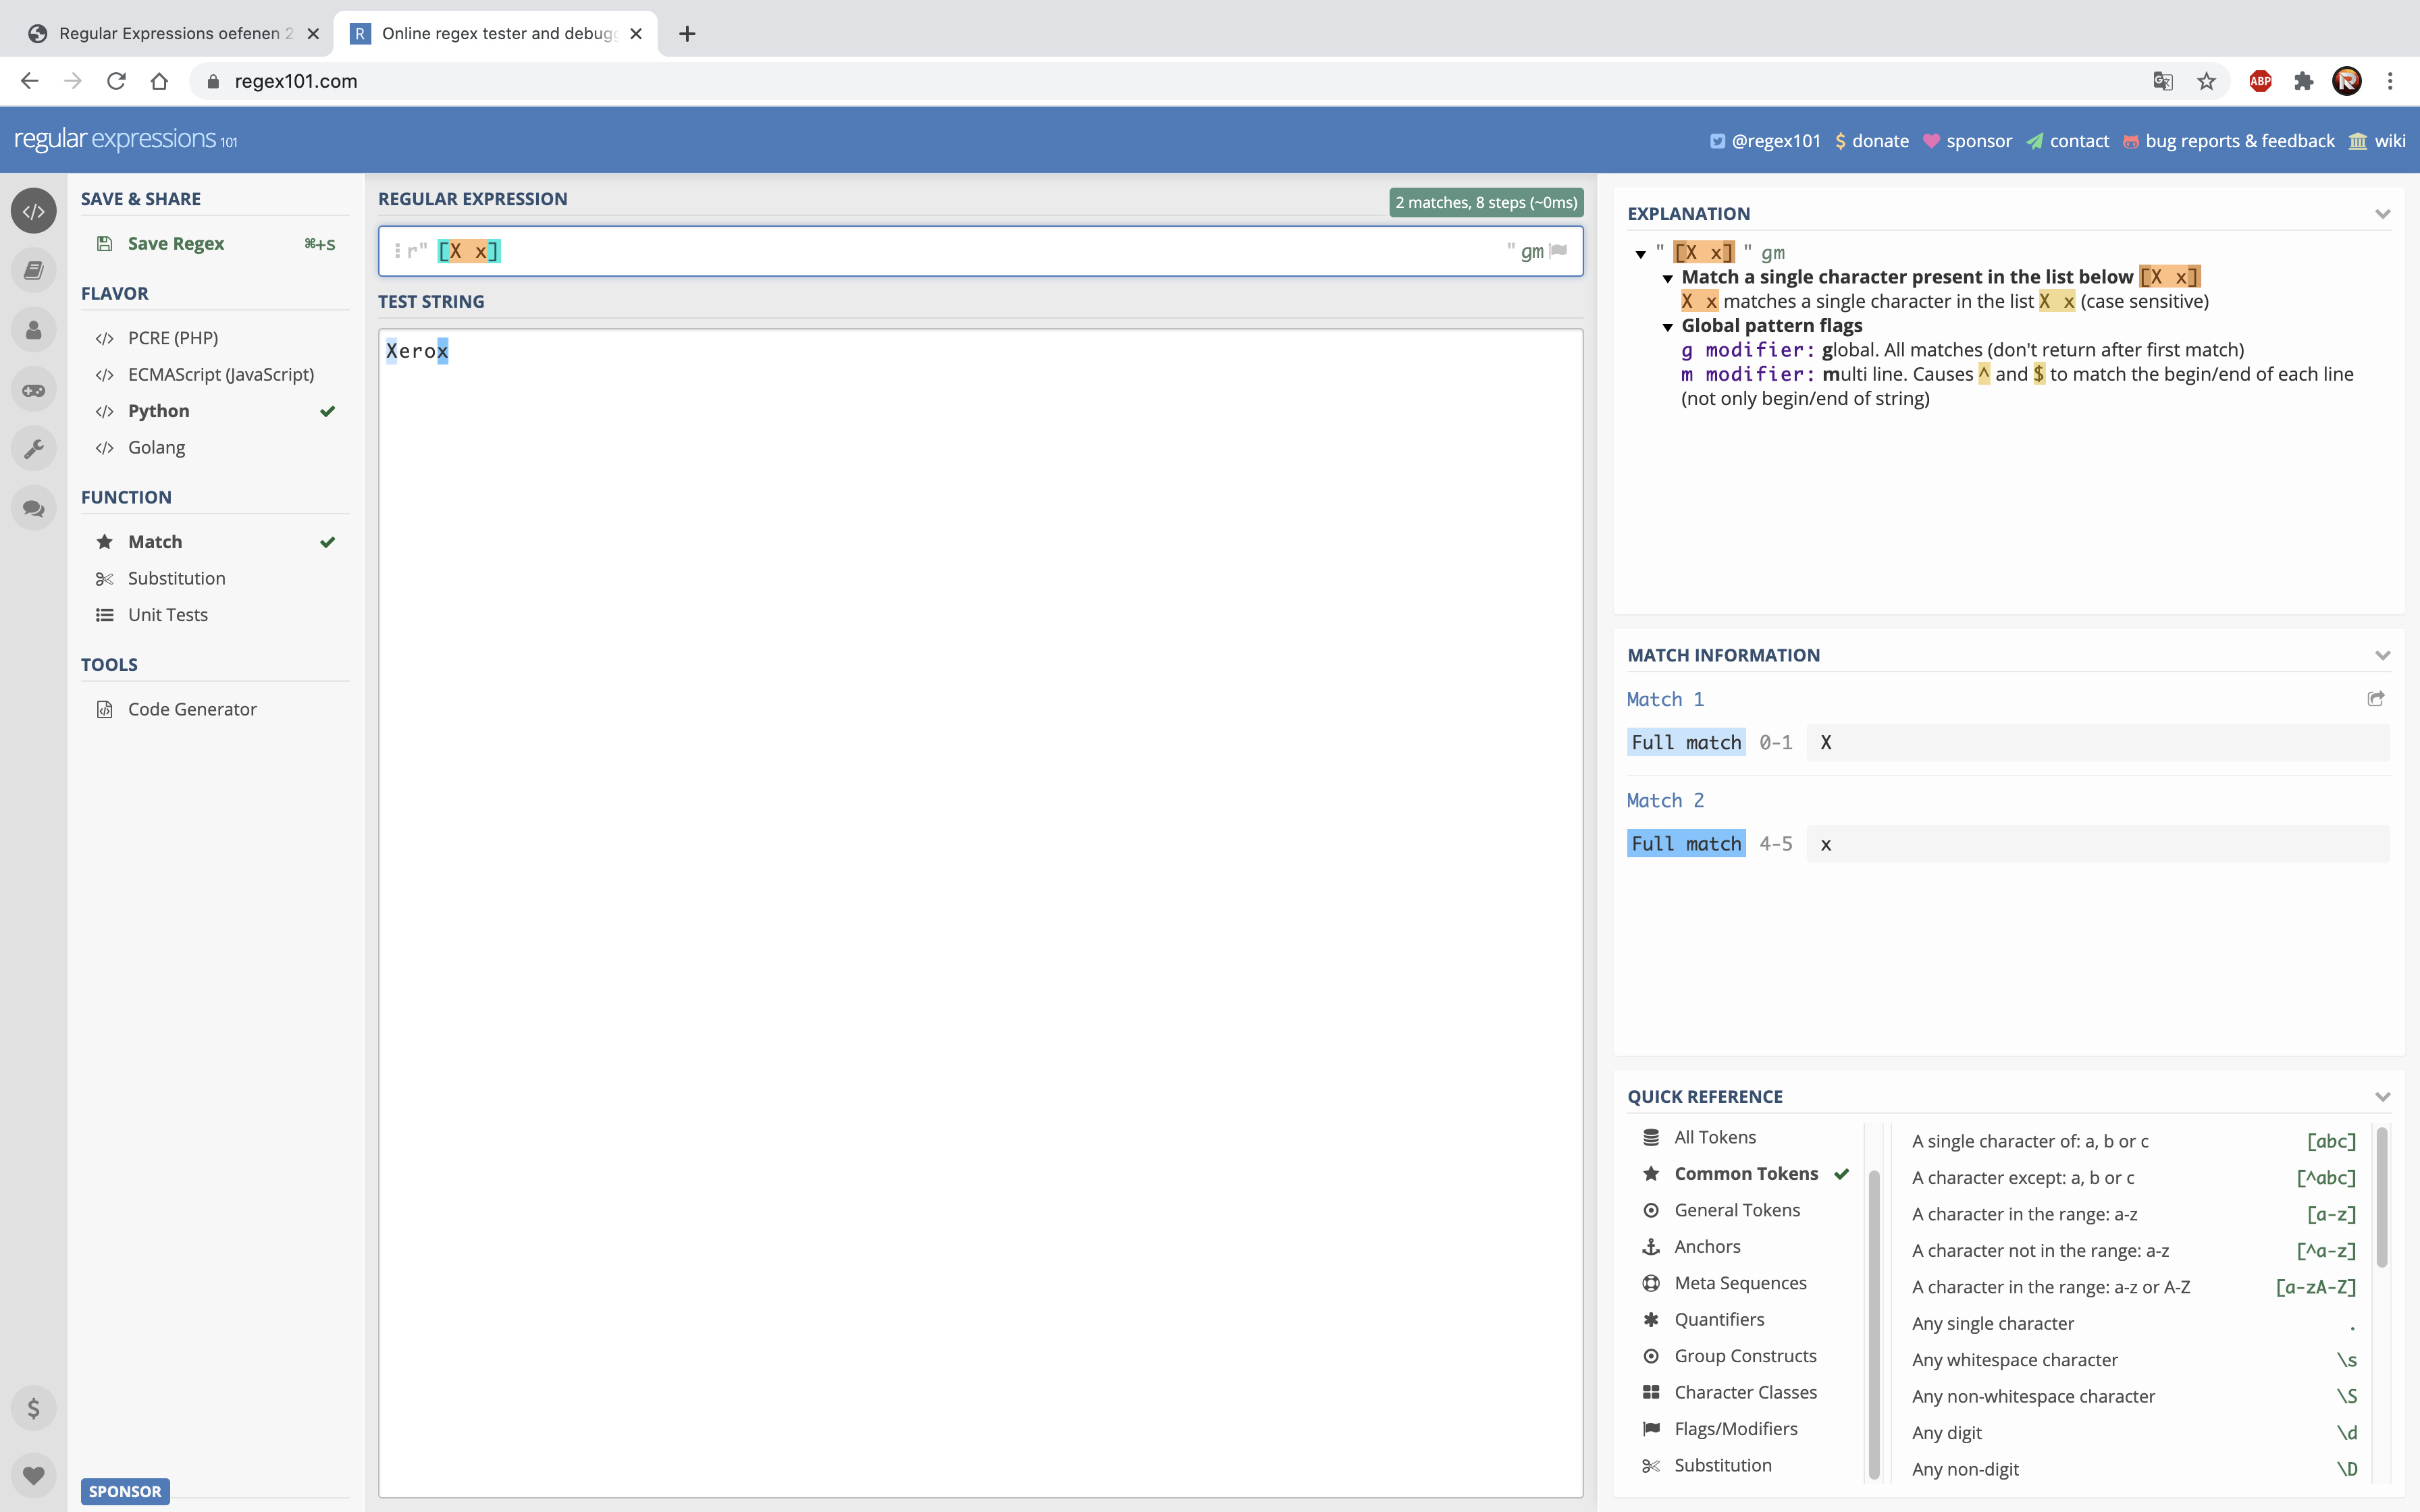 Regular Expressions oefenen 2
Online regex tester and debugg
regex101.com
ABP
regular expressions 101
@regex101 $ donate sponsor contact bug reports & feedback wiki
SAVE & SHARE
Save Regex ⌘+s
FLAVOR
</> PCRE (PHP)
</> ECMAScript (JavaScript)
</> Python
</> Golang
FUNCTION
Match
Substitution
Unit Tests
TOOLS
Code Generator
SPONSOR
REGULAR EXPRESSION
2 matches, 8 steps (~0ms)
r" [X x] " gm
TEST STRING
Xerox
EXPLANATION
" [X x] " gm
Match a single character present in the list below [X x]
X x matches a single character in the list X x (case sensitive)
Global pattern flags
g modifier: global. All matches (don't return after first match)
m modifier: multi line. Causes ^ and $ to match the begin/end of each line
(not only begin/end of string)
MATCH INFORMATION
Match 1
Full match 0-1 X
Match 2
Full match 4-5 x
QUICK REFERENCE
All Tokens
Common Tokens
General Tokens
Anchors
Meta Sequences
Quantifiers
Group Constructs
Character Classes
Flags/Modifiers
Substitution
A single character of: a, b or c [abc]
A character except: a, b or c [^abc]
A character in the range: a-z [a-z]
A character not in the range: a-z [^a-z]
A character in the range: a-z or A-Z [a-zA-Z]
Any single character .
Any whitespace character \s
Any non-whitespace character \S
Any digit \d
Any non-digit \D